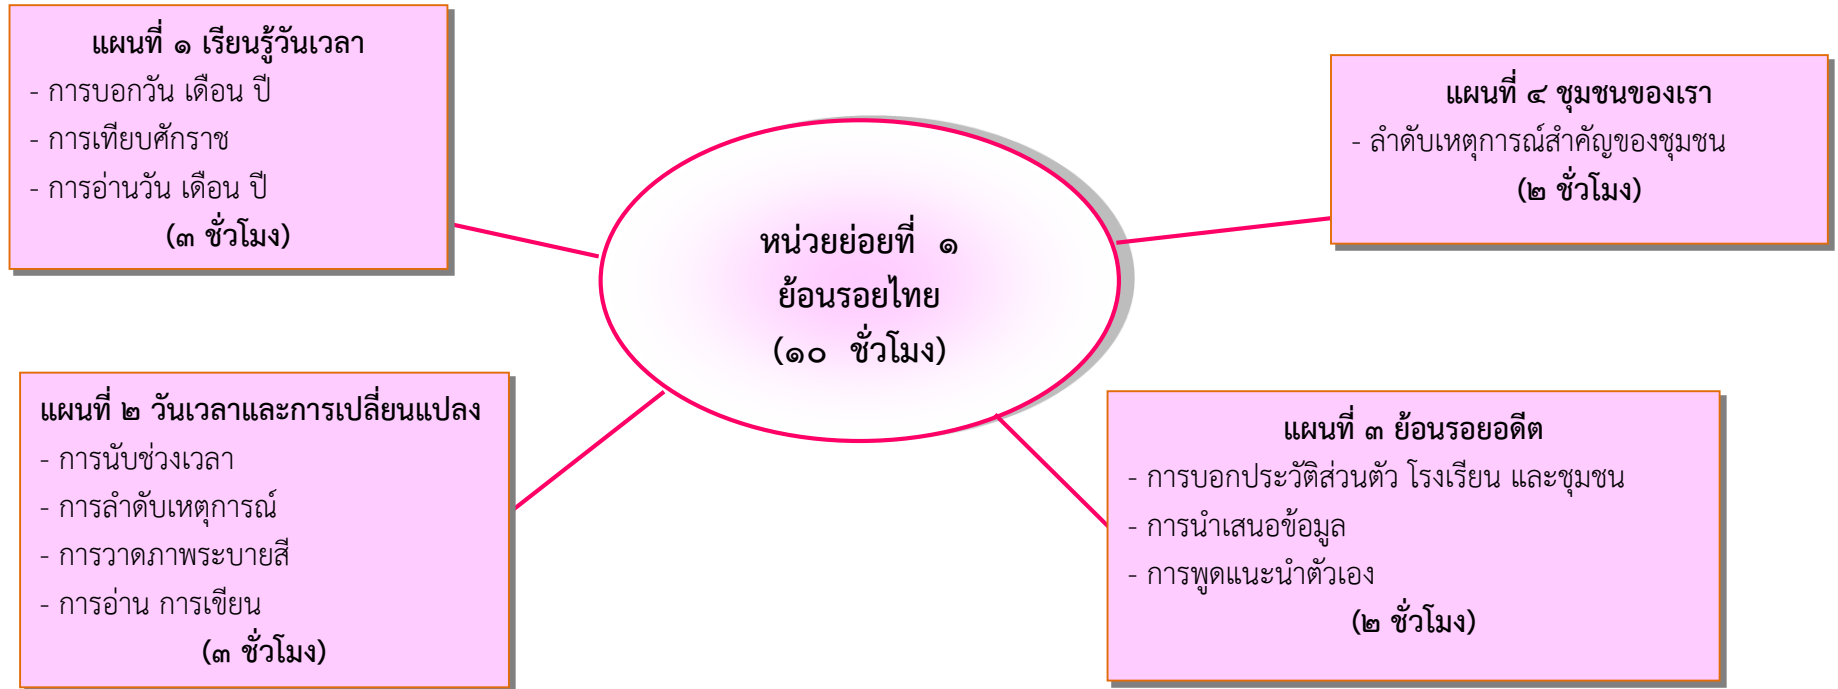 แผนที่ ๑ เรียนรู้วันเวลา
- การบอกวัน เดือน ปี
- การเทียบศักราช
- การอ่านวัน เดือน ปี
(๓ ชั่วโมง)
แผนที่ ๔ ชุมชนของเรา
- ลำดับเหตุการณ์สำคัญของชุมชน
(๒ ชั่วโมง)
หน่วยย่อยที่ ๑
ย้อนรอยไทย
(๑๐ ชั่วโมง)
แผนที่ ๒ วันเวลาและการเปลี่ยนแปลง
- การนับช่วงเวลา
- การลำดับเหตุการณ์
- การวาดภาพระบายสี
- การอ่าน การเขียน
(๓ ชั่วโมง)
แผนที่ ๓ ย้อนรอยอดีต
- การบอกประวัติส่วนตัว โรงเรียน และชุมชน
- การนำเสนอข้อมูล
- การพูดแนะนำตัวเอง
(๒ ชั่วโมง)